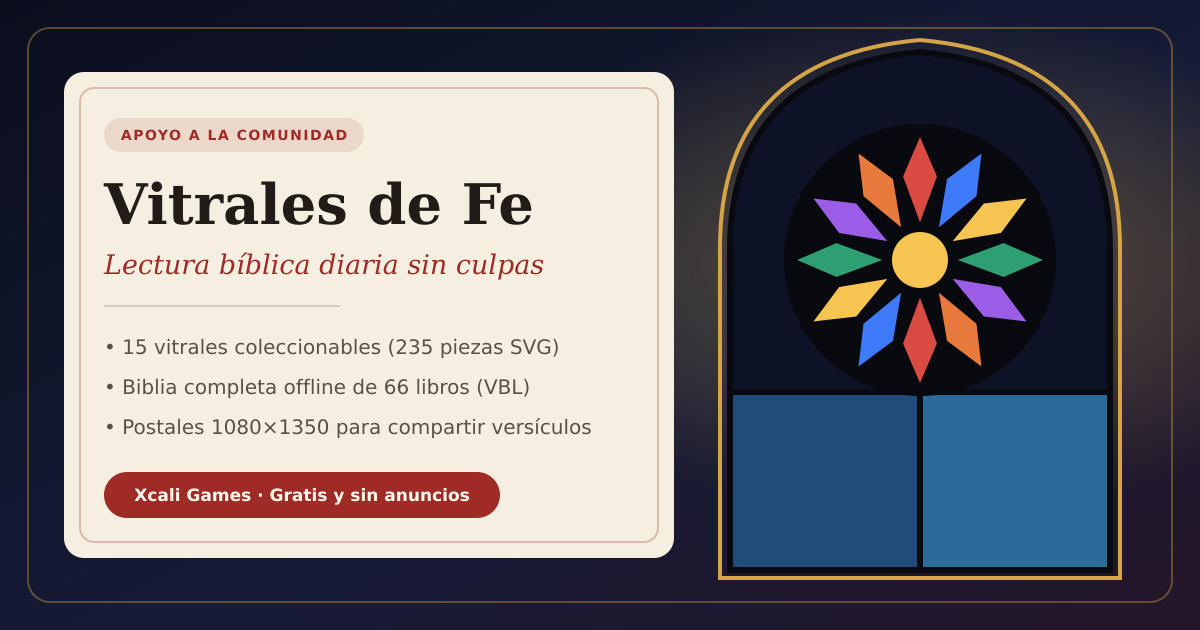 APOYO A LA COMUNIDAD
Vitrales de Fe
Lectura bíblica diaria sin culpas
• 15 vitrales coleccionables (235 piezas SVG)
• Biblia completa offline de 66 libros (VBL)
• Postales 1080×1350 para compartir versículos
Xcali Games · Gratis y sin anuncios